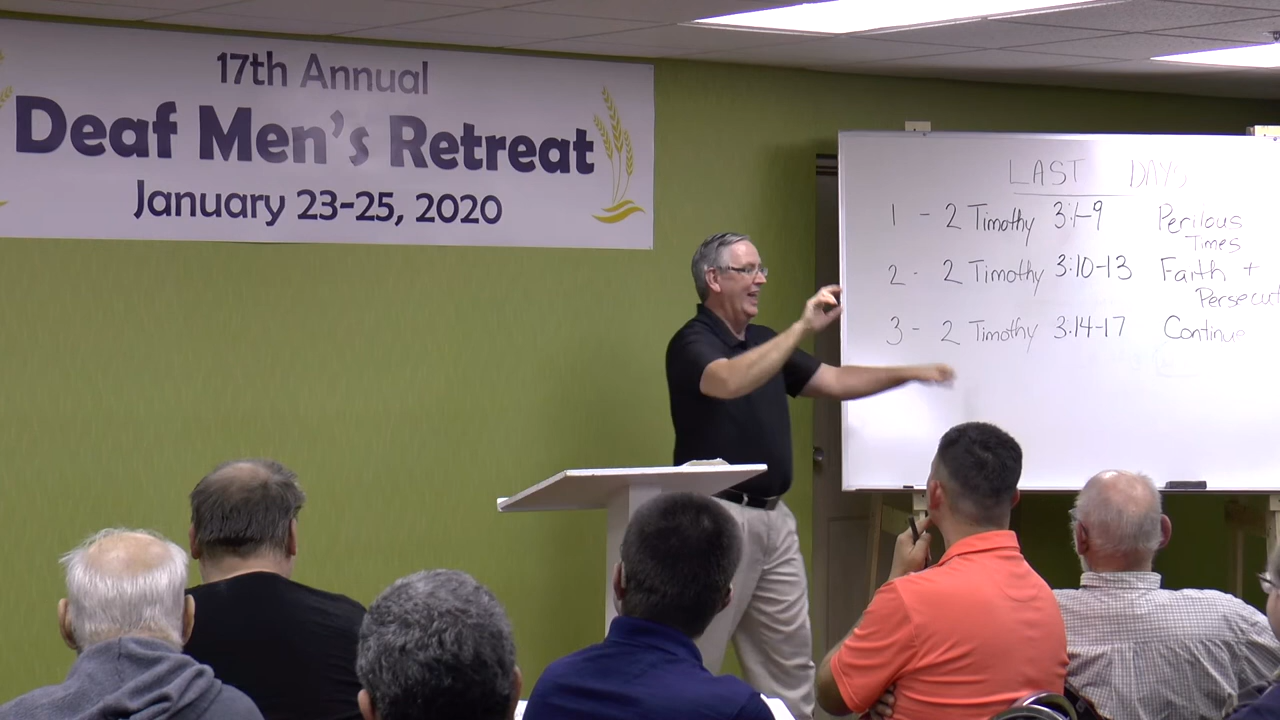 17th Annual
Deaf Men's Retreat
January 23-25, 2020
LAST DAYS
1 - 2 Timothy 3:1-9 Perilous
Times
2 - 2 Timothy 3:10-13 Faith +
Persecut
3 - 2 Timothy 3:14-17 Continue